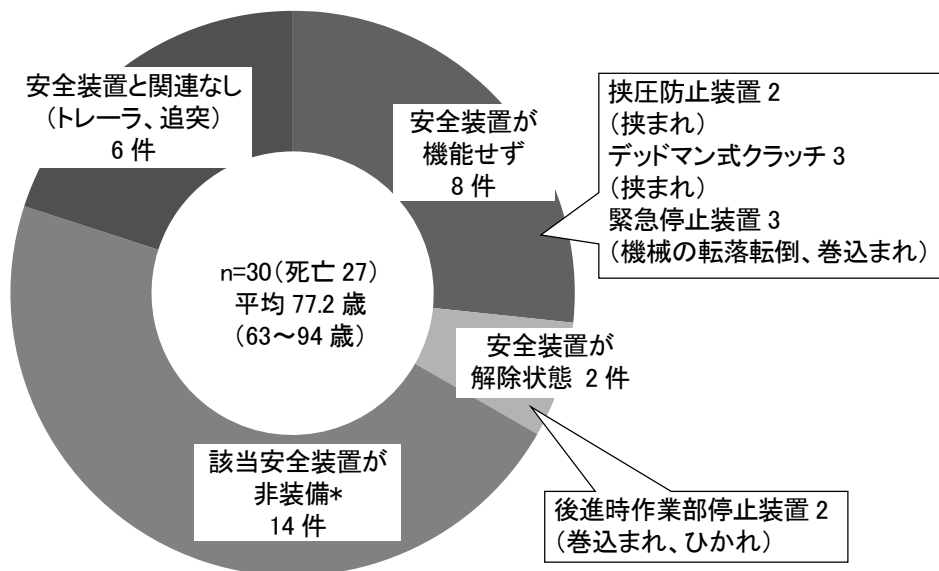 安全装置と関連なし
(トレーラ、追突)
6 件
安全装置が
機能せず
8 件
挟圧防止装置 2
(挟まれ)
デッドマン式クラッチ 3
(挟まれ)
緊急停止装置 3
(機械の転落転倒、巻込まれ)
n=30(死亡 27)
平均 77.2 歳
(63～94 歳)
安全装置が
解除状態 2 件
該当安全装置が
非装備*
14 件
後進時作業部停止装置 2
(巻込まれ、ひかれ)